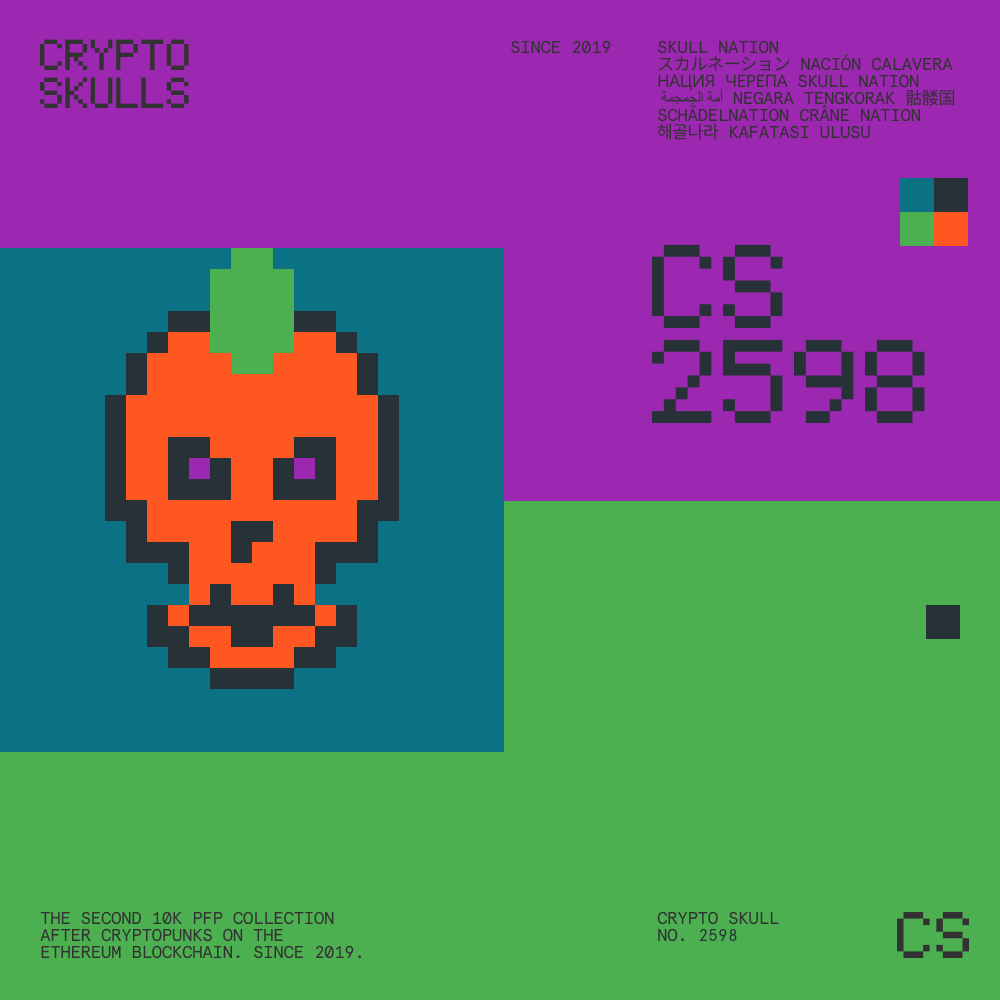 CRYPTO
SKULLS
SINCE 2019
SKULL NATION
スカルネーション NACIÓN CALAVERA
НАЦИЯ ЧЕРЕПА SKULL NATION
أمة الجمجمة NEGARA TENGKORAK 骷髅国
SCHÄDELNATION CRÂNE NATION
해골나라 KAFATASI ULUSU
CS
2598
THE SECOND 10K PFP COLLECTION
AFTER CRYPTOPUNKS ON THE
ETHEREUM BLOCKCHAIN. SINCE 2019.
CRYPTO SKULL
NO. 2598
CS